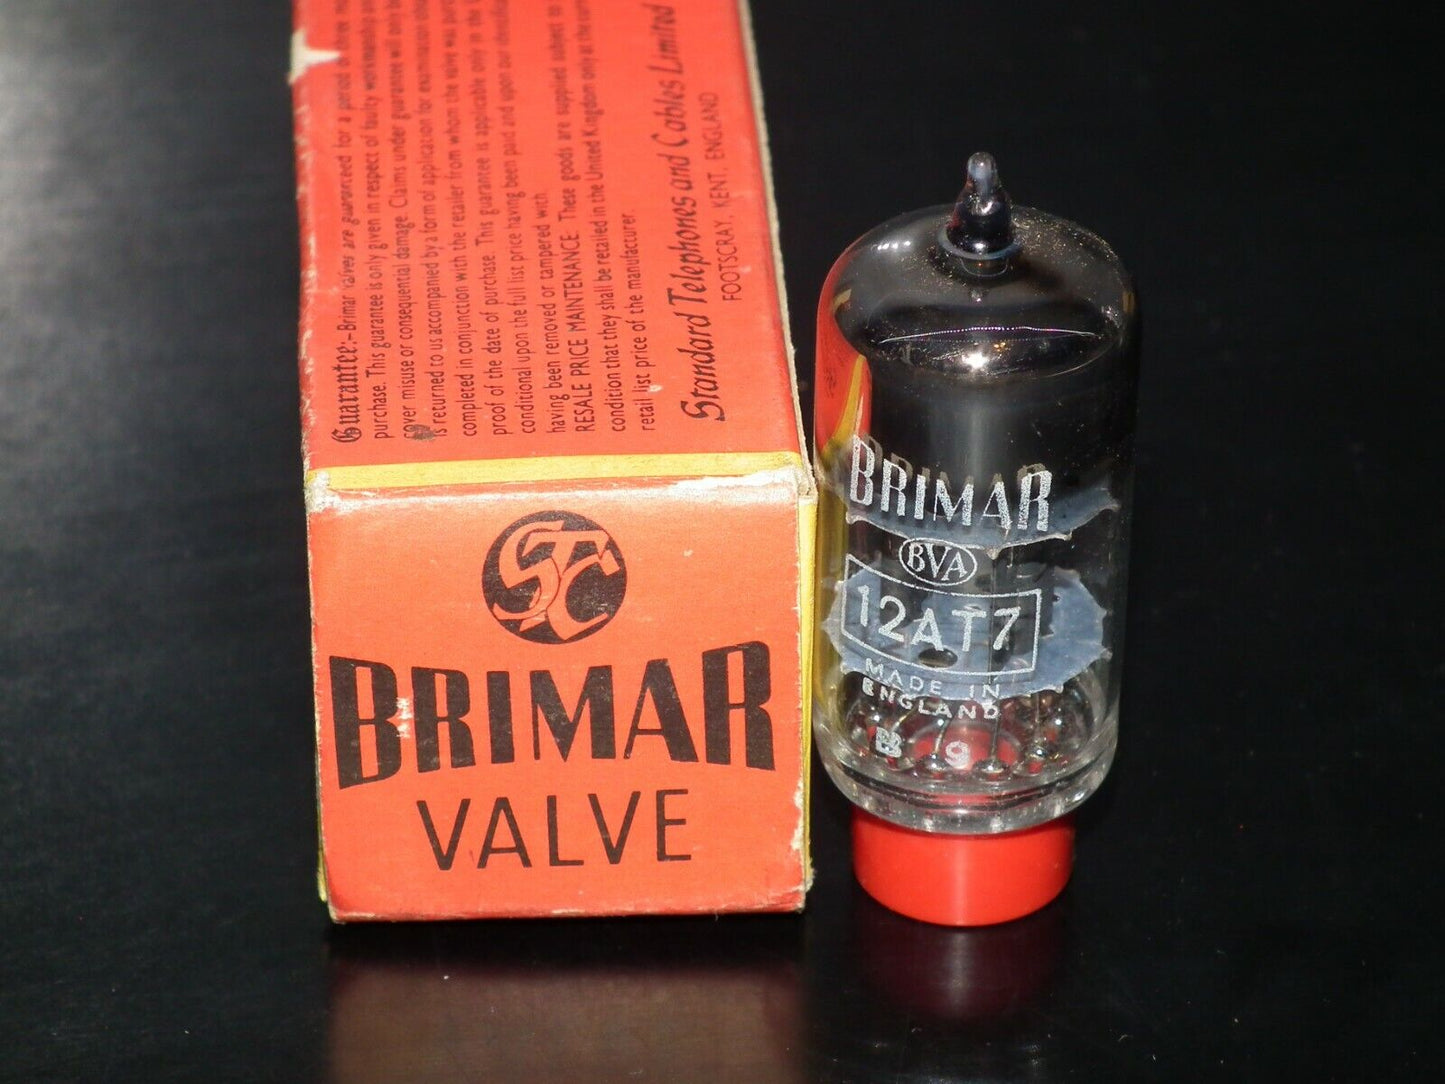 Guarantee.-Brimar valves are guaranteed for a period
purchase. This guarantee is only given in respect of faulty workmanship
cover misuse or consequential damage. Claims under guarantee will only
is returned to us accompanied by a form of application for examination
completed in conjunction with the retailer from whom the valve was
proof of the date of purchase. This guarantee is applicable only in the
conditional upon the full list price having been paid and upon our
having been removed or tampered with.
RESALE PRICE MAINTENANCE. These goods are supplied subject to
condition that they shall be retailed in the United Kingdom only at the
retail list price of the manufacturer.
Standard Telephones and Cables Limited
FOOTSCRAY, KENT, ENGLAND
STC
BRIMAR
VALVE
BRIMAR
BVA
12AT7
MADE IN
ENGLAND
B 9